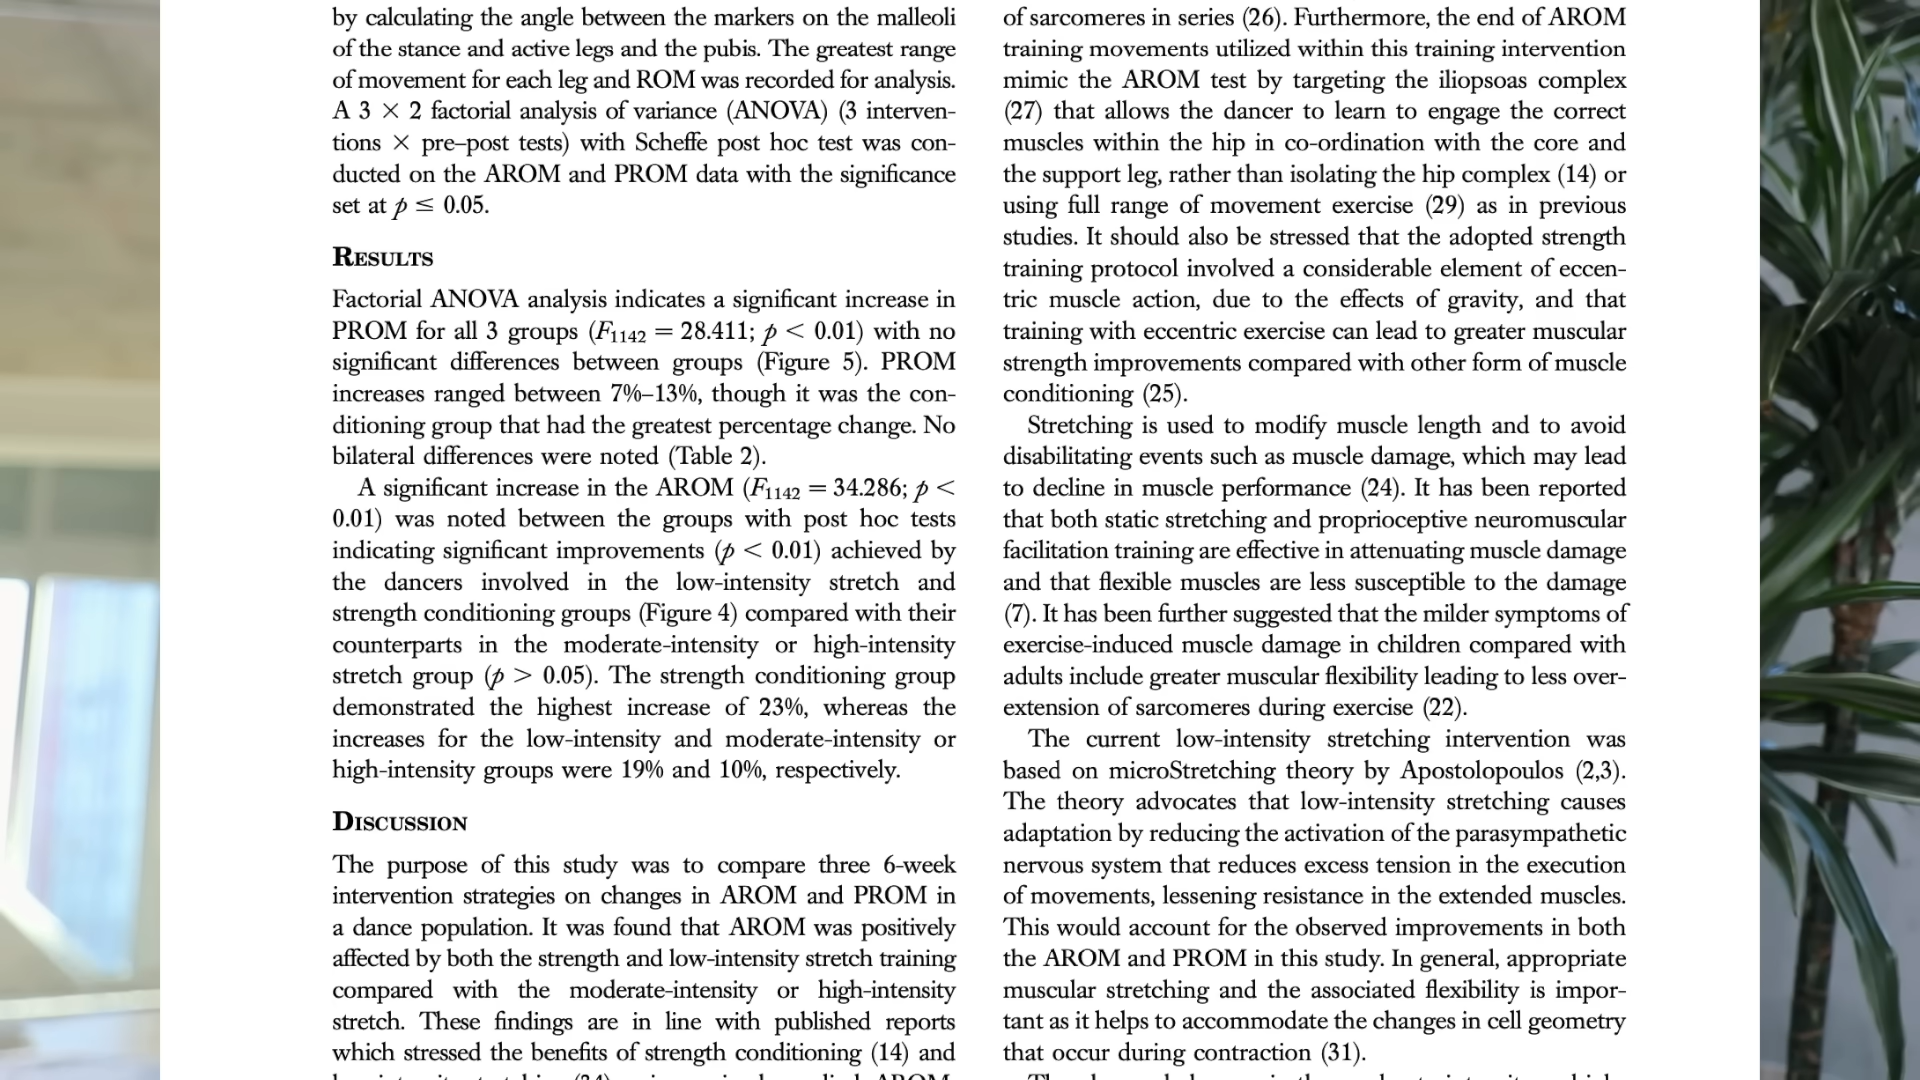 by calculating the angle between the markers on the malleoli
of the stance and active legs and the pubis. The greatest range
of movement for each leg and ROM was recorded for analysis.
A 3 × 2 factorial analysis of variance (ANOVA) (3 interven-
tions × pre–post tests) with Scheffe post hoc test was con-
ducted on the AROM and PROM data with the significance
set at p ≤ 0.05.
RESULTS
Factorial ANOVA analysis indicates a significant increase in
PROM for all 3 groups (F1142 = 28.411; p < 0.01) with no
significant differences between groups (Figure 5). PROM
increases ranged between 7%–13%, though it was the con-
ditioning group that had the greatest percentage change. No
bilateral differences were noted (Table 2).
A significant increase in the AROM (F1142 = 34.286; p <
0.01) was noted between the groups with post hoc tests
indicating significant improvements (p < 0.01) achieved by
the dancers involved in the low-intensity stretch and
strength conditioning groups (Figure 4) compared with their
counterparts in the moderate-intensity or high-intensity
stretch group (p > 0.05). The strength conditioning group
demonstrated the highest increase of 23%, whereas the
increases for the low-intensity and moderate-intensity or
high-intensity groups were 19% and 10%, respectively.
DISCUSSION
The purpose of this study was to compare three 6-week
intervention strategies on changes in AROM and PROM in
a dance population. It was found that AROM was positively
affected by both the strength and low-intensity stretch training
compared with the moderate-intensity or high-intensity
stretch. These findings are in line with published reports
which stressed the benefits of strength conditioning (14) and
of sarcomeres in series (26). Furthermore, the end of AROM
training movements utilized within this training intervention
mimic the AROM test by targeting the iliopsoas complex
(27) that allows the dancer to learn to engage the correct
muscles within the hip in co-ordination with the core and
the support leg, rather than isolating the hip complex (14) or
using full range of movement exercise (29) as in previous
studies. It should also be stressed that the adopted strength
training protocol involved a considerable element of eccen-
tric muscle action, due to the effects of gravity, and that
training with eccentric exercise can lead to greater muscular
strength improvements compared with other form of muscle
conditioning (25).
Stretching is used to modify muscle length and to avoid
disabilitating events such as muscle damage, which may lead
to decline in muscle performance (24). It has been reported
that both static stretching and proprioceptive neuromuscular
facilitation training are effective in attenuating muscle damage
and that flexible muscles are less susceptible to the damage
(7). It has been further suggested that the milder symptoms of
exercise-induced muscle damage in children compared with
adults include greater muscular flexibility leading to less over-
extension of sarcomeres during exercise (22).
The current low-intensity stretching intervention was
based on microStretching theory by Apostolopoulos (2,3).
The theory advocates that low-intensity stretching causes
adaptation by reducing the activation of the parasympathetic
nervous system that reduces excess tension in the execution
of movements, lessening resistance in the extended muscles.
This would account for the observed improvements in both
the AROM and PROM in this study. In general, appropriate
muscular stretching and the associated flexibility is impor-
tant as it helps to accommodate the changes in cell geometry
that occur during contraction (31).